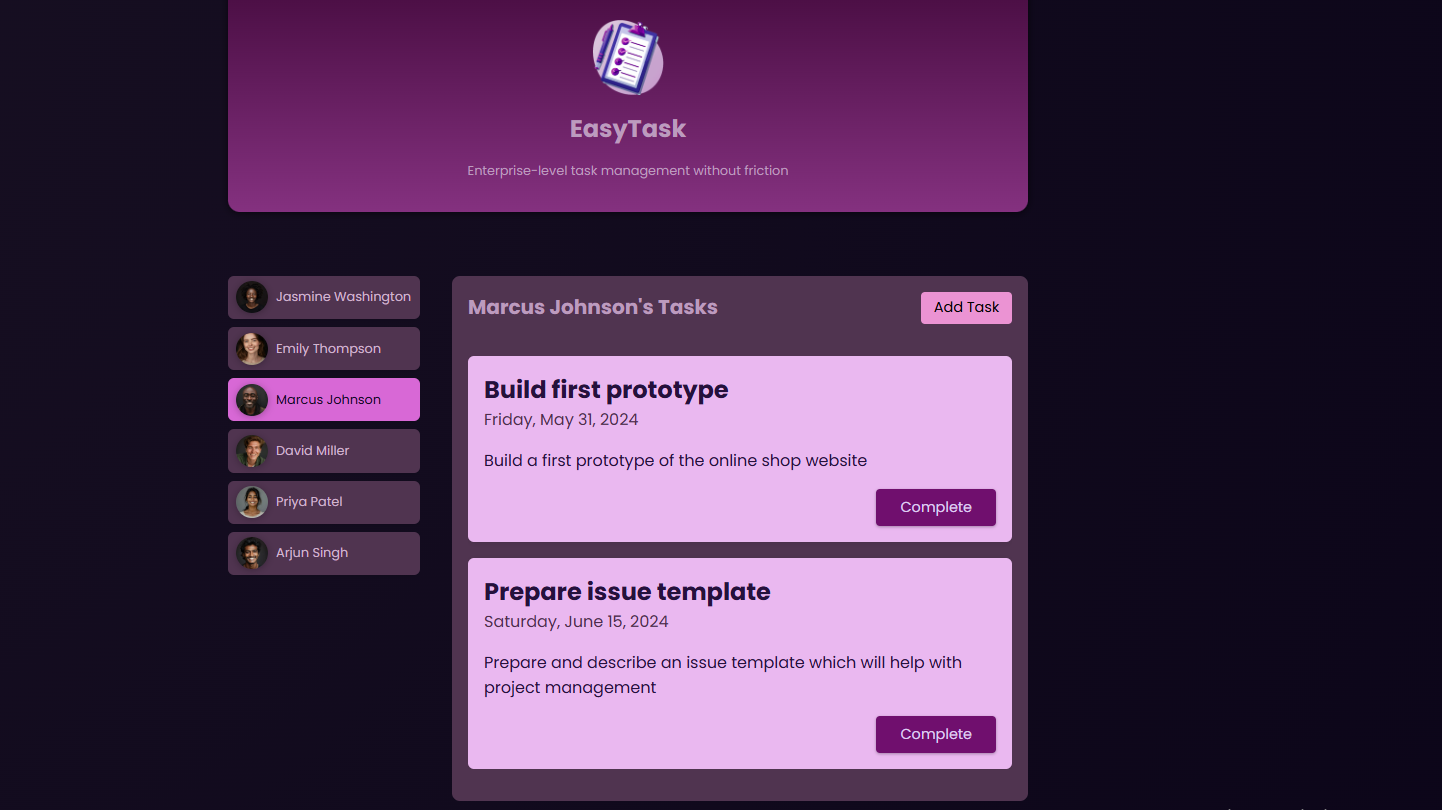 EasyTask
Enterprise-level task management without friction
Jasmine Washington
Emily Thompson
Marcus Johnson
David Miller
Priya Patel
Arjun Singh
Marcus Johnson's Tasks
Add Task
Build first prototype
Friday, May 31, 2024
Build a first prototype of the online shop website
Complete
Prepare issue template
Saturday, June 15, 2024
Prepare and describe an issue template which will help with
project management
Complete